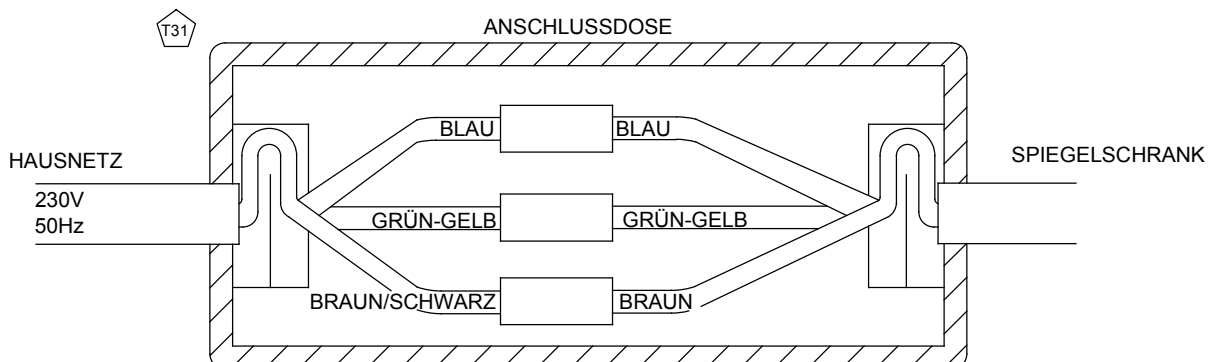 T31
ANSCHLUSSDOSE
HAUSNETZ
230V
50Hz
SPIEGELSCHRANK
BLAU BLAU
GRÜN-GELB GRÜN-GELB
BRAUN/SCHWARZ BRAUN